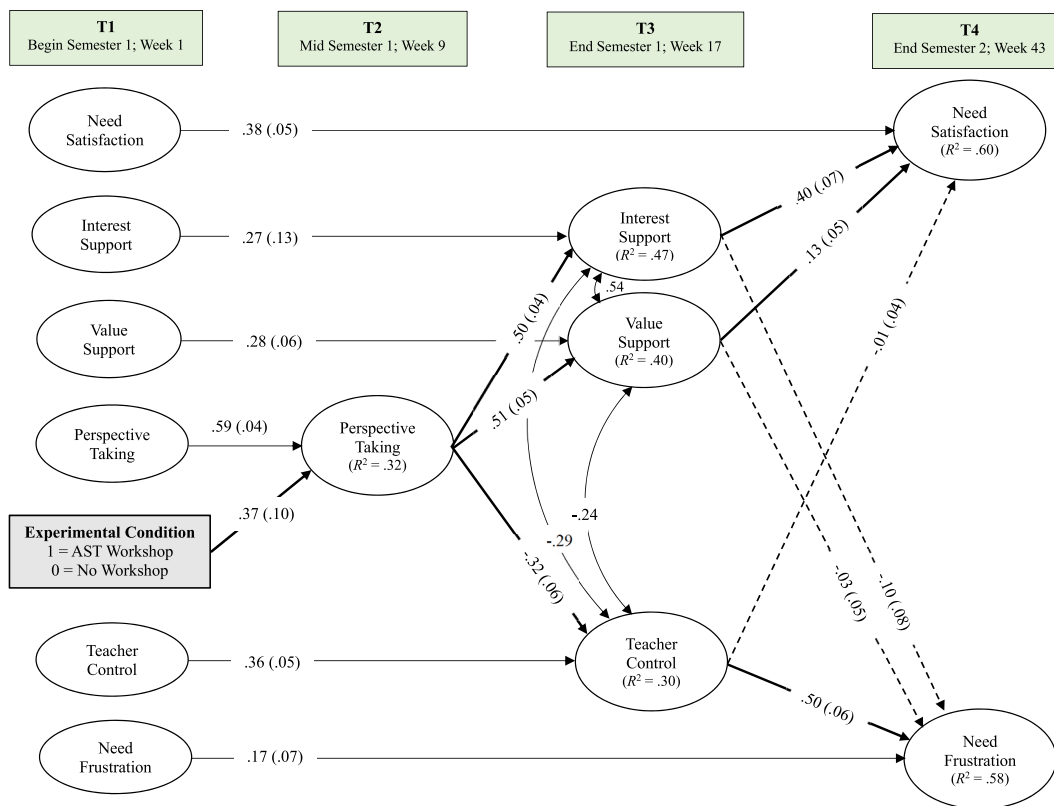 T1
Begin Semester 1; Week 1
T2
Mid Semester 1; Week 9
T3
End Semester 1; Week 17
T4
End Semester 2; Week 43
Need
Satisfaction
.38 (.05)
Need
Satisfaction
(R² = .60)
Interest
Support
.27 (.13)
Interest
Support
(R² = .47)
.40 (.07)
.13 (.05)
.54
Value
Support
.28 (.06)
Value
Support
(R² = .40)
.50 (.04)
.51 (.05)
-.01 (.04)
Perspective
Taking
.59 (.04)
Perspective
Taking
(R² = .32)
.37 (.10)
Experimental Condition
1 = AST Workshop
0 = No Workshop
-.24
-.29
-.32 (.06)
-.03 (.05)
-.10 (.08)
Teacher
Control
.36 (.05)
Teacher
Control
(R² = .30)
.50 (.06)
Need
Frustration
.17 (.07)
Need
Frustration
(R² = .58)